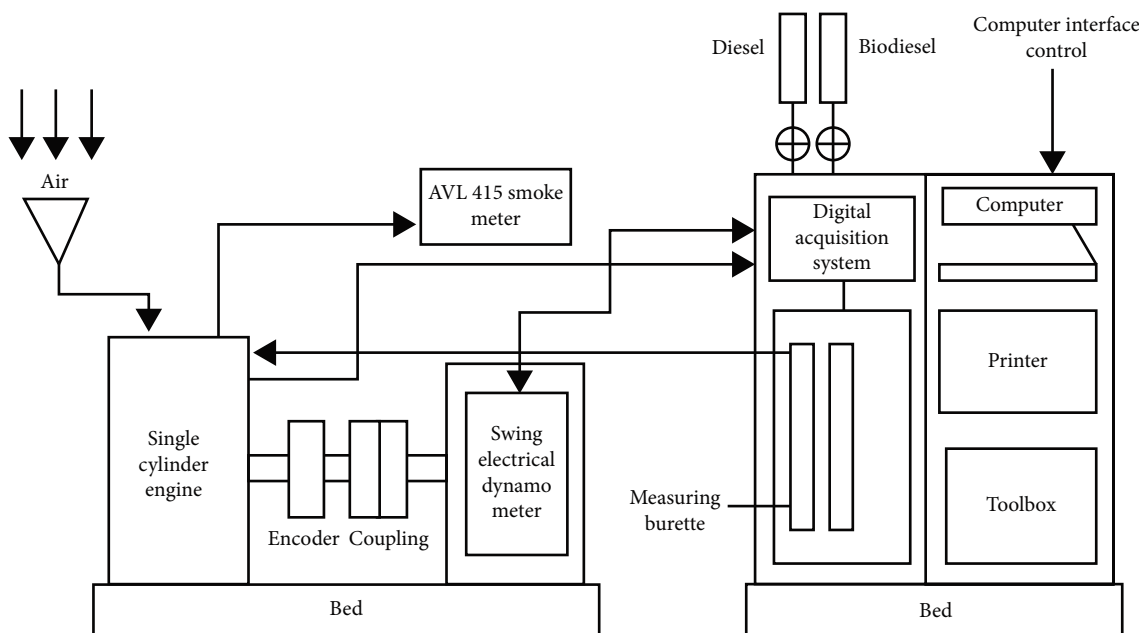 Diesel
Biodiesel
Computer interface
control
Air
AVL 415 smoke
meter
Digital
acquisition
system
Computer
Printer
Single
cylinder
engine
Swing
electrical
dynamo
meter
Measuring
burette
Toolbox
Encoder
Coupling
Bed
Bed